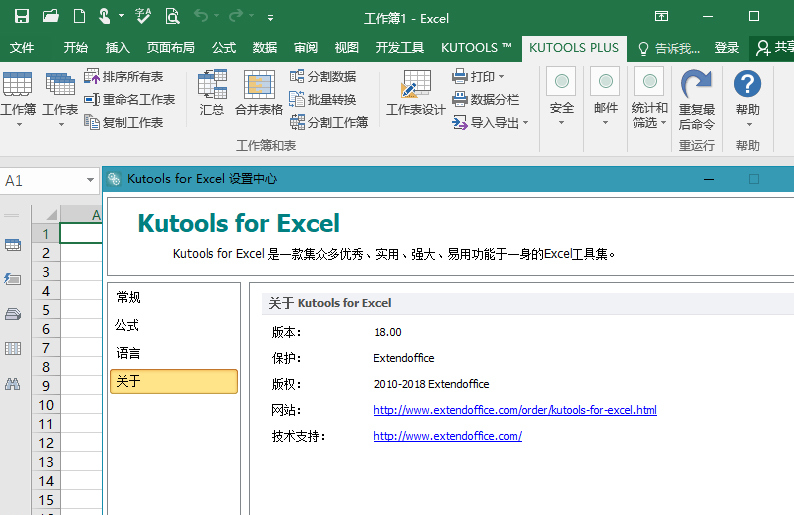 工作簿1 - Excel
文件 开始 插入 页面布局 公式 数据 审阅 视图 开发工具 KUTOOLS ™ KUTOOLS PLUS 告诉我... 登录 共享
工作簿 工作表 排序所有表 重命名工作表 复制工作表
汇总 合并表格 分割数据 批量转换 分割工作簿
工作表设计 打印 数据分栏 导入导出
安全 邮件 统计和筛选 重复最后命令 帮助
工作簿和表 重运行 帮助
A1
Kutools for Excel 设置中心
A
Kutools for Excel
Kutools for Excel 是一款集众多优秀、实用、强大、易用功能于一身的Excel工具集。
1
2
3
4
5
6
7
8
9
10
11
12
13
14
15
常规
公式
语言
关于
关于 Kutools for Excel
版本： 18.00
保护： Extendoffice
版权： 2010-2018 Extendoffice
网站： http://www.extendoffice.com/order/kutools-for-excel.html
技术支持： http://www.extendoffice.com/